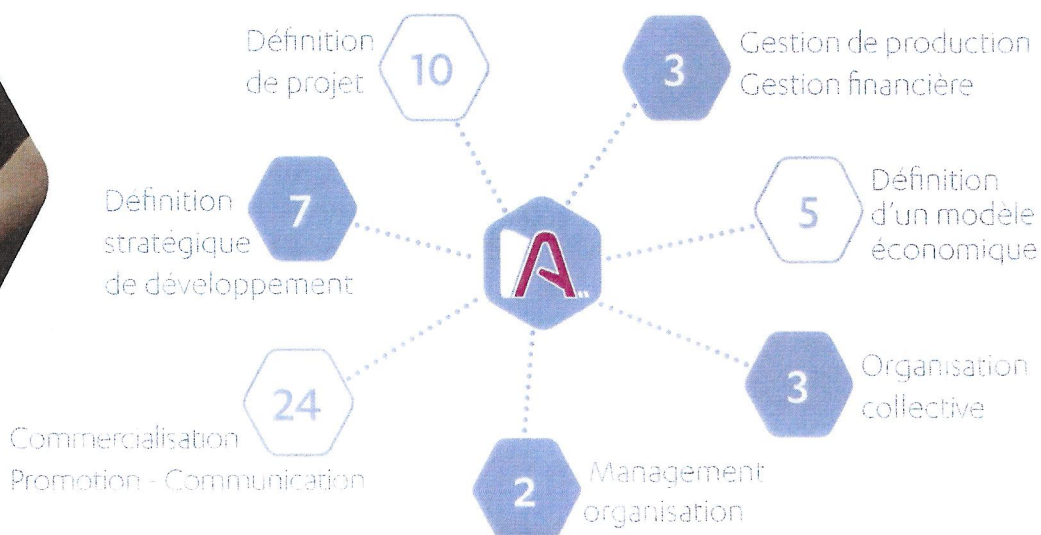 Définition
de projet
10
3
Gestion de production
Gestion financière
Définition
stratégique
de développement
7
5
Définition
d'un modèle
économique
A
24
Commercialisation
Promotion - Communication
3
Organisation
collective
2
Management
organisation